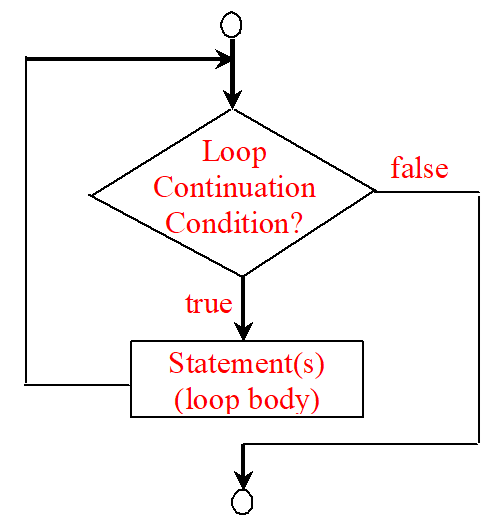 Loop
Continuation
Condition?
false
true
Statement(s)
(loop body)